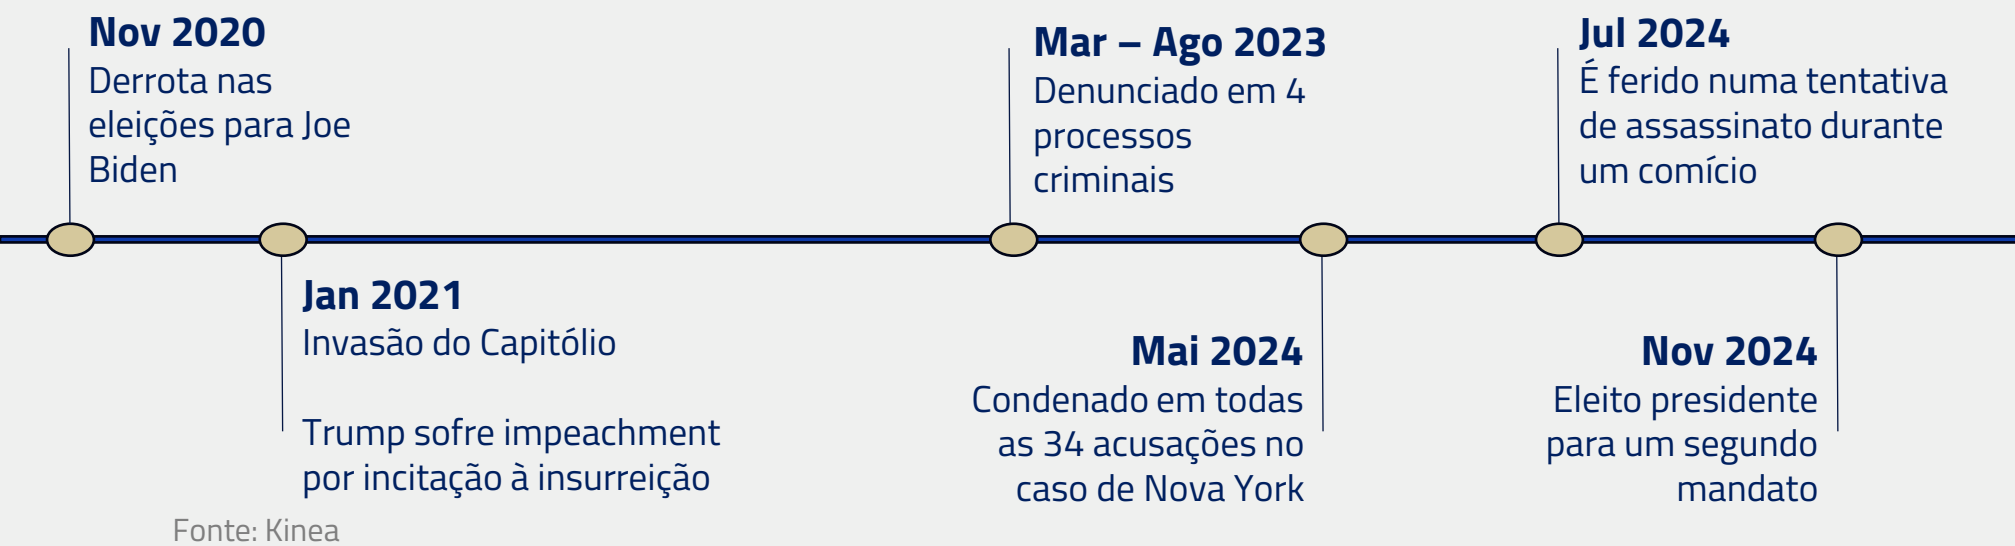 Nov 2020
Derrota nas
eleições para Joe
Biden
Jan 2021
Invasão do Capitólio
Trump sofre impeachment
por incitação à insurreição
Mar – Ago 2023
Denunciado em 4
processos
criminais
Mai 2024
Condenado em todas
as 34 acusações no
caso de Nova York
Jul 2024
É ferido numa tentativa
de assassinato durante
um comício
Nov 2024
Eleito presidente
para um segundo
mandato
Fonte: Kinea